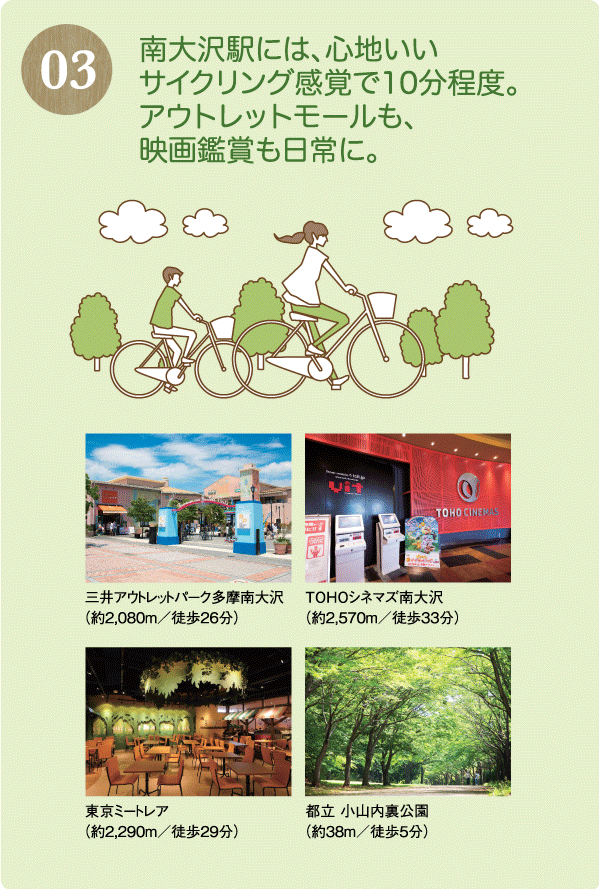 03
南大沢駅には、心地いい
サイクリング感覚で10分程度。
アウトレットモールも、
映画鑑賞も日常に。
vit
TOHO CINEMAS
三井アウトレットパーク多摩南大沢
(約2,080m／徒歩26分)
TOHOシネマズ南大沢
(約2,570m／徒歩33分)
東京ミートレア
(約2,290m／徒歩29分)
都立 小山内裏公園
(約38m／徒歩5分)